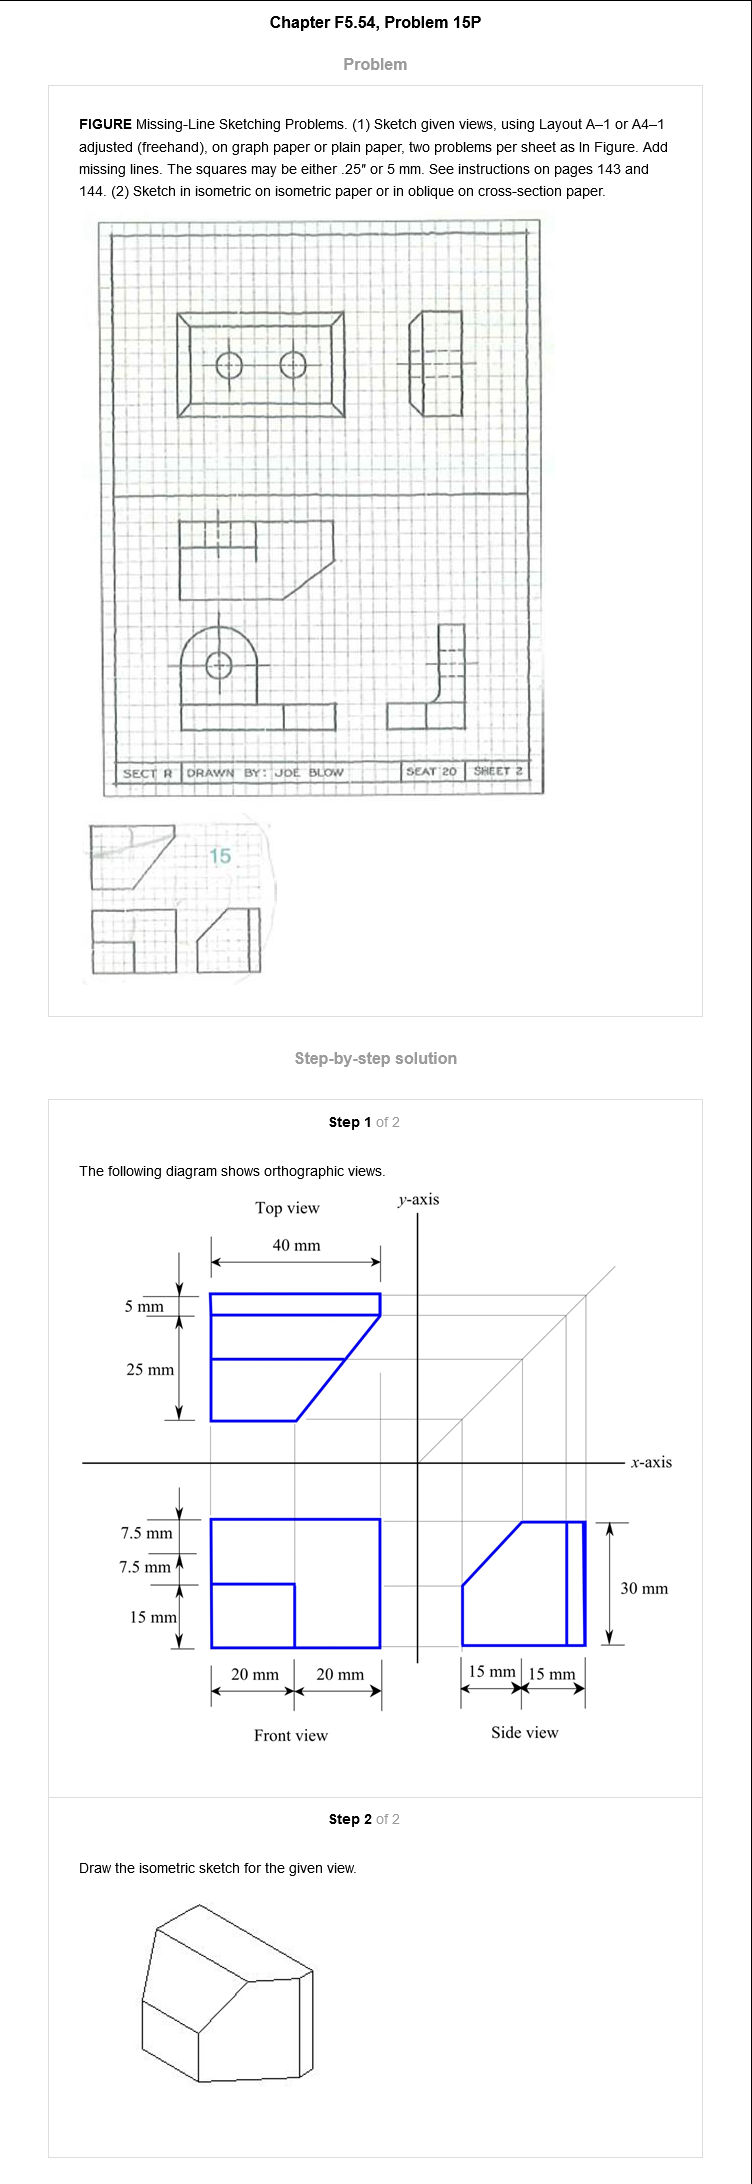 Chapter F5.54, Problem 15P
Problem
FIGURE Missing-Line Sketching Problems. (1) Sketch given views, using Layout A–1 or A4–1
adjusted (freehand), on graph paper or plain paper, two problems per sheet as In Figure. Add
missing lines. The squares may be either .25″ or 5 mm. See instructions on pages 143 and
144. (2) Sketch in isometric on isometric paper or in oblique on cross-section paper.
SECT R DRAWN BY: JOE BLOW SEAT 20 SHEET 2
15
Step-by-step solution
Step 1 of 2
The following diagram shows orthographic views.
Top view
y-axis
40 mm
5 mm
25 mm
x-axis
7.5 mm
7.5 mm
15 mm
30 mm
20 mm 20 mm
15 mm 15 mm
Front view
Side view
Step 2 of 2
Draw the isometric sketch for the given view.